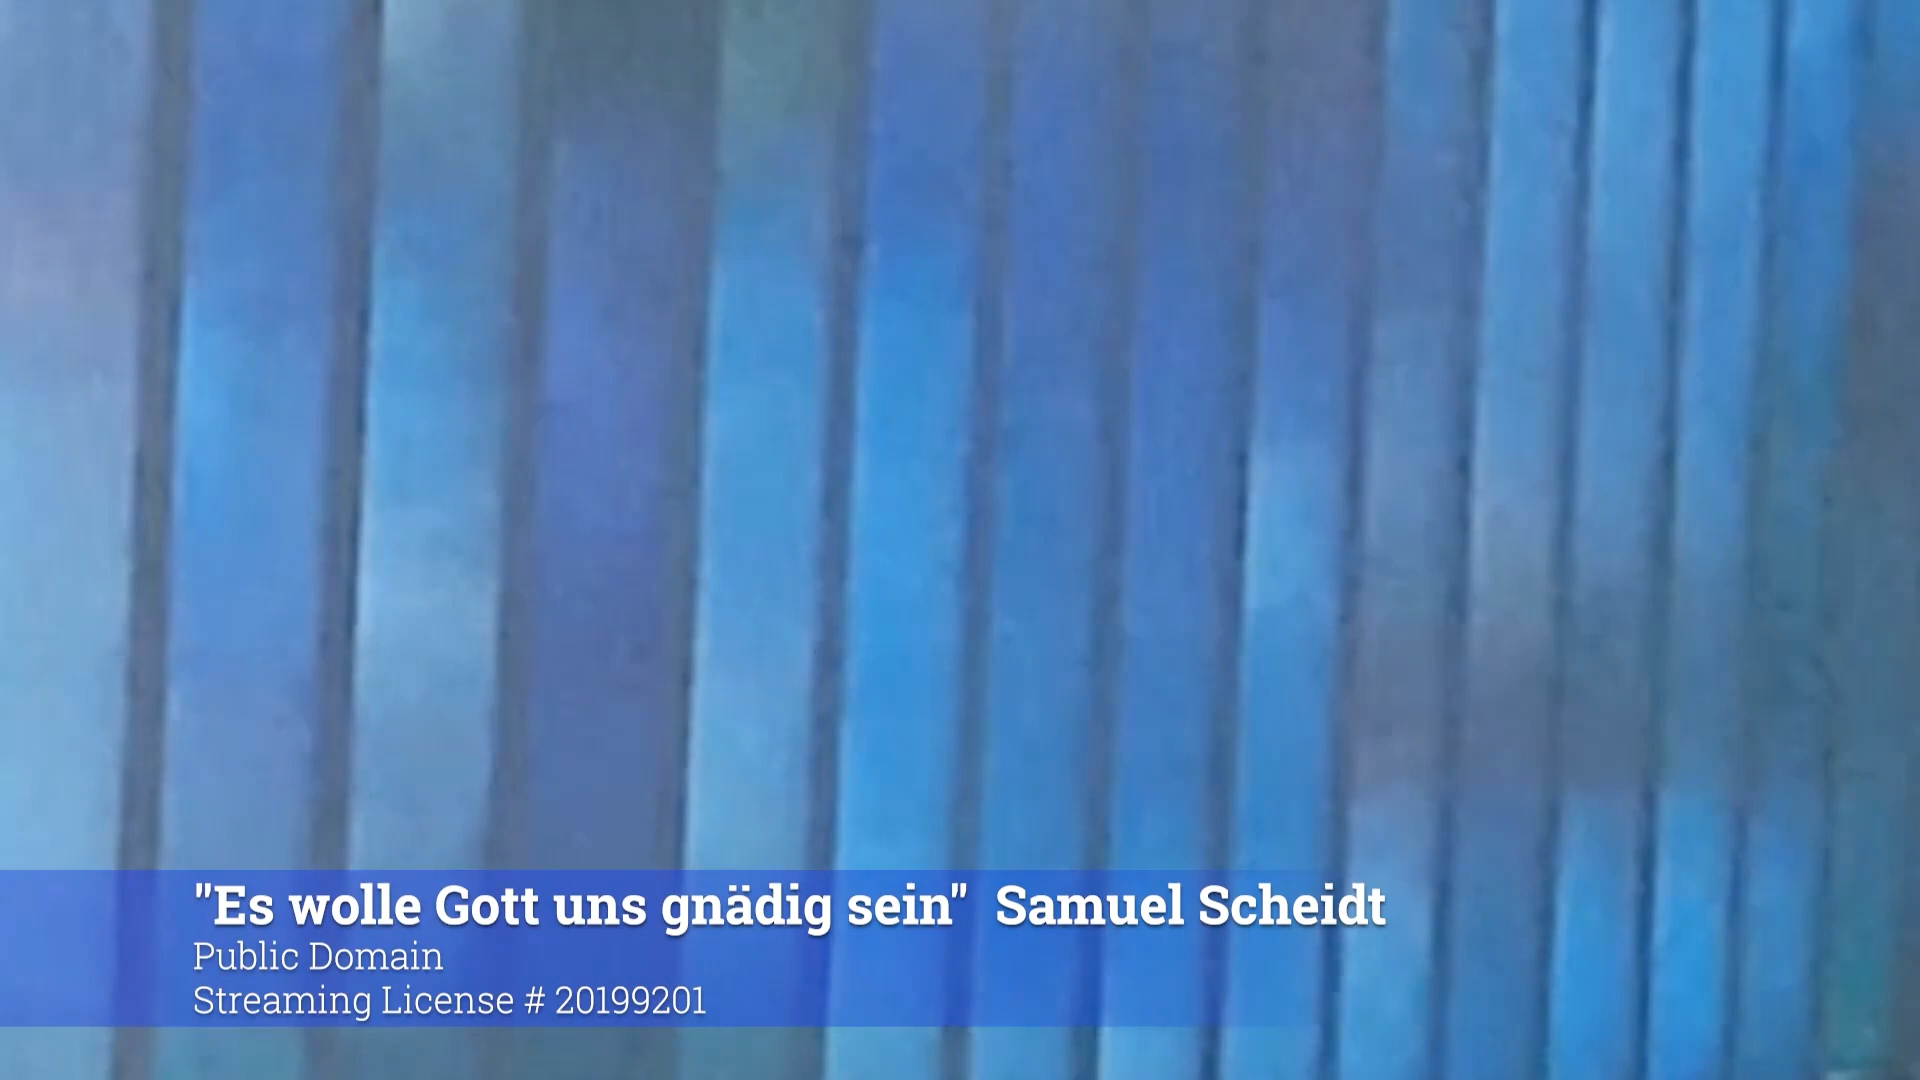 "Es wolle Gott uns gnädig sein"  Samuel Scheidt
Public Domain
Streaming License # 20199201